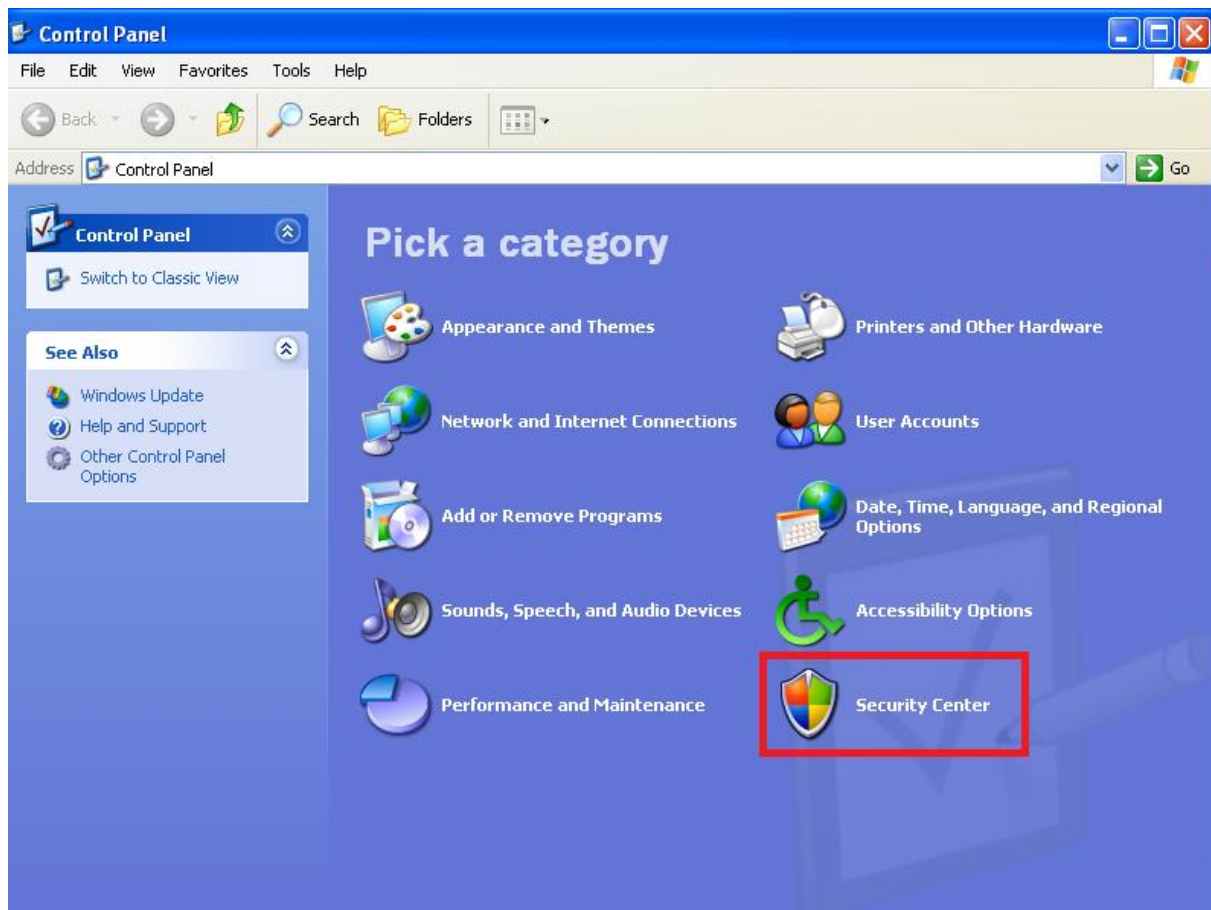 Control Panel
File Edit View Favorites Tools Help
Back Search Folders
Address Control Panel Go
Control Panel
Switch to Classic View
See Also
Windows Update
Help and Support
Other Control Panel
Options
Pick a category
Appearance and Themes
Printers and Other Hardware
Network and Internet Connections
User Accounts
Add or Remove Programs
Date, Time, Language, and Regional
Options
Sounds, Speech, and Audio Devices
Accessibility Options
Performance and Maintenance
Security Center